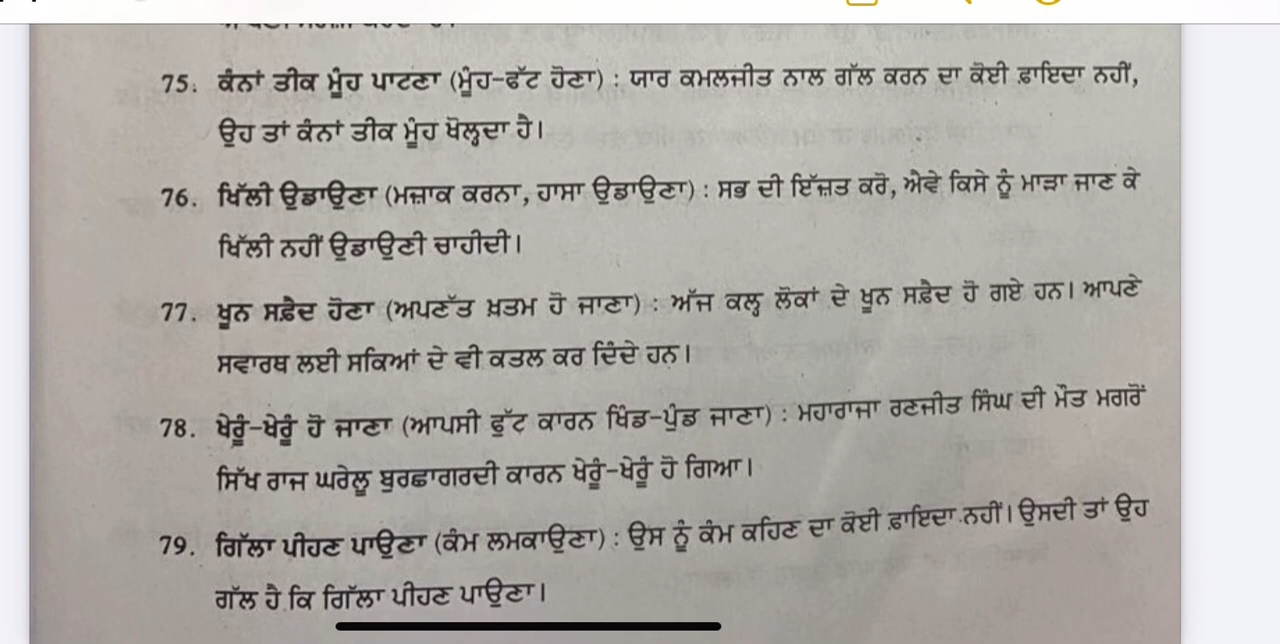 75. ਕੰਨਾਂ ਤੀਕ ਮੂੰਹ ਪਾਟਣਾ (ਮੂੰਹ-ਫੱਟ ਹੋਣਾ) : ਯਾਰ ਕਮਲਜੀਤ ਨਾਲ ਗੱਲ ਕਰਨ ਦਾ ਕੋਈ ਫ਼ਾਇਦਾ ਨਹੀਂ,
ਉਹ ਤਾਂ ਕੰਨਾਂ ਤੀਕ ਮੂੰਹ ਖੋਲ੍ਹਦਾ ਹੈ।
76. ਖਿੱਲੀ ਉਡਾਉਣਾ (ਮਜ਼ਾਕ ਕਰਨਾ, ਹਾਸਾ ਉਡਾਉਣਾ) : ਸਭ ਦੀ ਇੱਜ਼ਤ ਕਰੋ, ਐਵੇ ਕਿਸੇ ਨੂੰ ਮਾੜਾ ਜਾਣ ਕੇ
ਖਿੱਲੀ ਨਹੀਂ ਉਡਾਉਣੀ ਚਾਹੀਦੀ।
77. ਖੂਨ ਸਫ਼ੈਦ ਹੋਣਾ (ਅਪਣੱਤ ਖ਼ਤਮ ਹੋ ਜਾਣਾ) : ਅੱਜ ਕਲ੍ਹ ਲੋਕਾਂ ਦੇ ਖੂਨ ਸਫ਼ੈਦ ਹੋ ਗਏ ਹਨ। ਆਪਣੇ
ਸਵਾਰਥ ਲਈ ਸਕਿਆਂ ਦੇ ਵੀ ਕਤਲ ਕਰ ਦਿੰਦੇ ਹਨ।
78. ਖੇਰੂੰ-ਖੇਰੂੰ ਹੋ ਜਾਣਾ (ਆਪਸੀ ਫੁੱਟ ਕਾਰਨ ਖਿੰਡ-ਪੁੰਡ ਜਾਣਾ) : ਮਹਾਰਾਜਾ ਰਣਜੀਤ ਸਿੰਘ ਦੀ ਮੌਤ ਮਗਰੋਂ
ਸਿੱਖ ਰਾਜ ਘਰੇਲੂ ਬੁਰਛਾਗਰਦੀ ਕਾਰਨ ਖੇਰੂੰ-ਖੇਰੂੰ ਹੋ ਗਿਆ।
79. ਗਿੱਲਾ ਪੀਹਣ ਪਾਉਣਾ (ਕੰਮ ਲਮਕਾਉਣਾ) : ਉਸ ਨੂੰ ਕੰਮ ਕਹਿਣ ਦਾ ਕੋਈ ਫ਼ਾਇਦਾ ਨਹੀਂ। ਉਸਦੀ ਤਾਂ ਉਹ
ਗੱਲ ਹੈ ਕਿ ਗਿੱਲਾ ਪੀਹਣ ਪਾਉਣਾ।